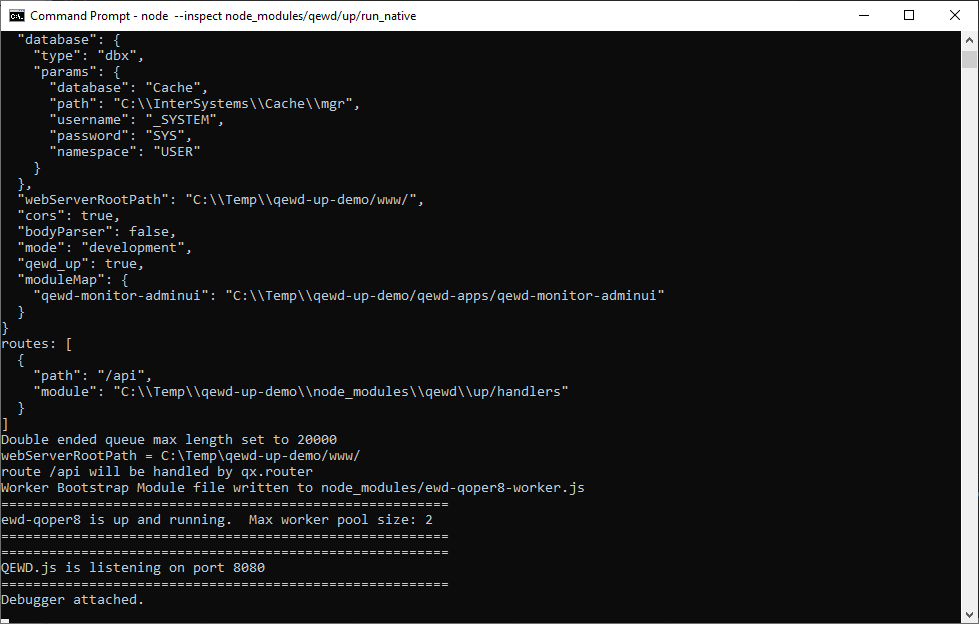 Command Prompt - node  --inspect node_modules/qewd/up/run_native
  "database": {
    "type": "dbx",
    "params": {
      "database": "Cache",
      "path": "C:\\InterSystems\\Cache\\mgr",
      "username": "_SYSTEM",
      "password": "SYS",
      "namespace": "USER"
    }
  },
  "webServerRootPath": "C:\\Temp\\qewd-up-demo/www/",
  "cors": true,
  "bodyParser": false,
  "mode": "development",
  "qewd_up": true,
  "moduleMap": {
    "qewd-monitor-adminui": "C:\\Temp\\qewd-up-demo/qewd-apps/qewd-monitor-adminui"
  }
}
routes: [
  {
    "path": "/api",
    "module": "C:\\Temp\\qewd-up-demo\\node_modules\\qewd\\up/handlers"
  }
]
Double ended queue max length set to 20000
webServerRootPath = C:\Temp\qewd-up-demo/www/
route /api will be handled by qx.router
Worker Bootstrap Module file written to node_modules/ewd-qoper8-worker.js
========================================================
ewd-qoper8 is up and running.  Max worker pool size: 2
========================================================
========================================================
QEWD.js is listening on port 8080
========================================================
Debugger attached.